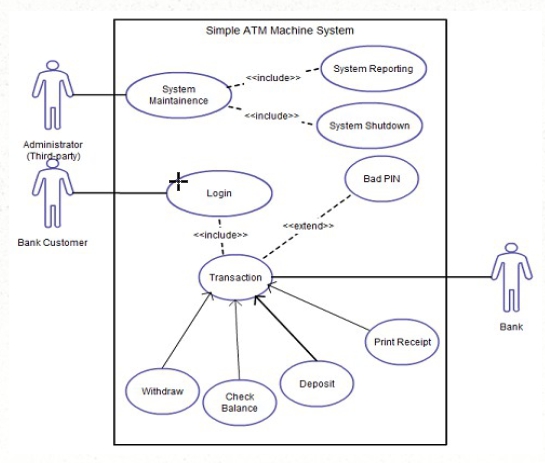 Simple ATM Machine System
System Reporting
<<include>>
System
Maintainence
<<include>>
System Shutdown
Administrator
(Third-party)
Bad PIN
Login
Bank Customer
<<extend>>
<<include>>
Transaction
Bank
Print Receipt
Withdraw
Check
Balance
Deposit